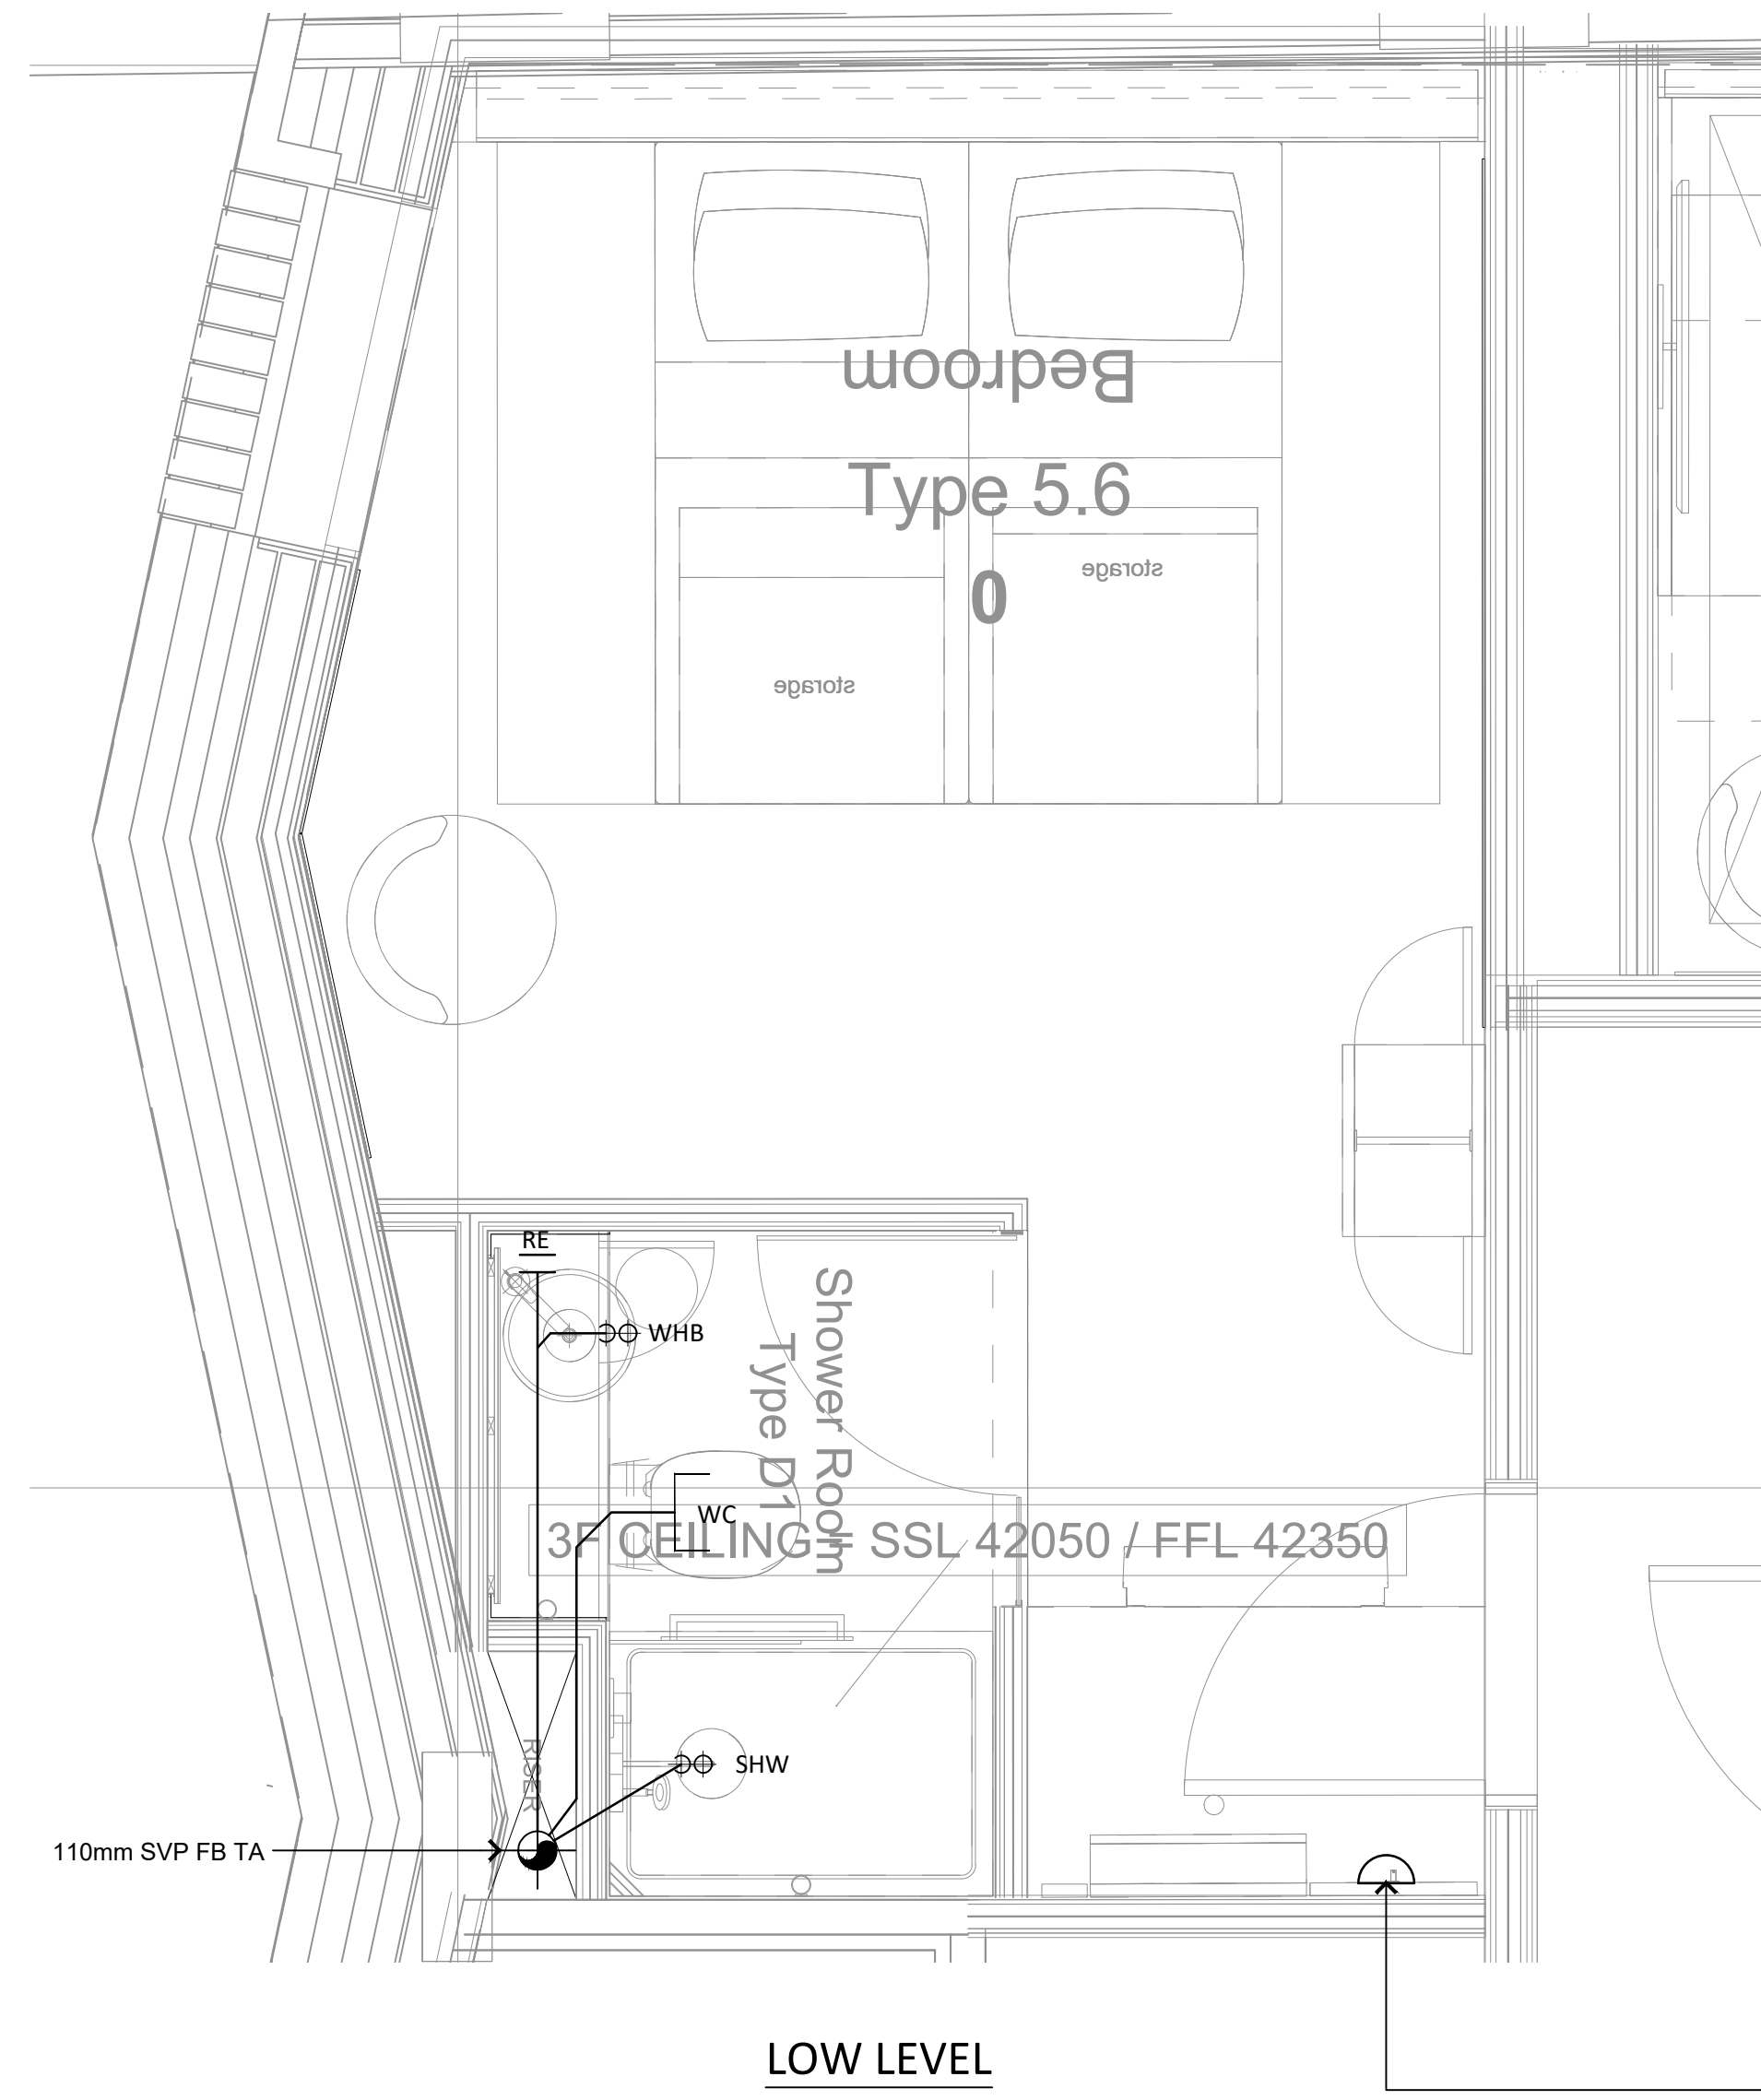 Bedroom
Type 5.6
0
storage
storage
RE
WHB
Shower Room
Type D1
WC
3F CEILING SSL 42050 / FFL 42350
RISER
SHW
110mm SVP FB TA
LOW LEVEL